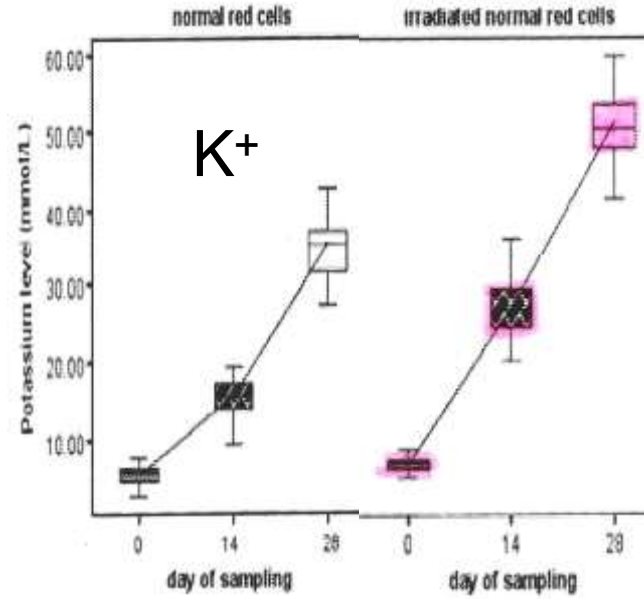 normal red cells
irradiated normal red cells
K+
Potassium level (mmol/L)
60.00
50.00
40.00
30.00
20.00
10.00
0 14 28
0 14 28
day of sampling
day of sampling